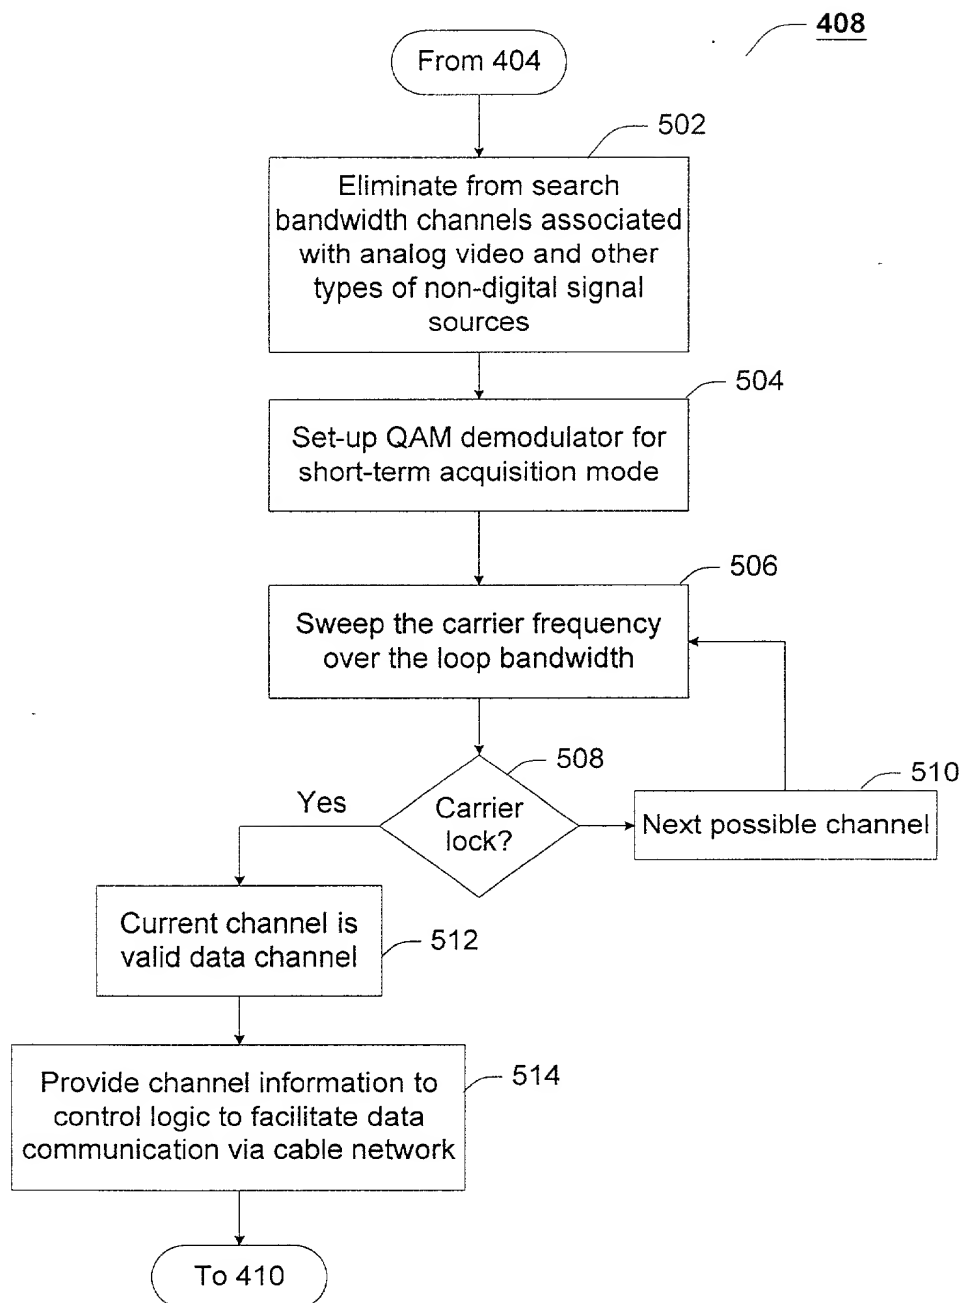 408
From 404
502
Eliminate from search
bandwidth channels associated
with analog video and other
types of non-digital signal
sources
504
Set-up QAM demodulator for
short-term acquisition mode
506
Sweep the carrier frequency
over the loop bandwidth
508
Carrier
lock?
Yes
510
Next possible channel
Current channel is
valid data channel
512
Provide channel information to
control logic to facilitate data
communication via cable network
514
To 410